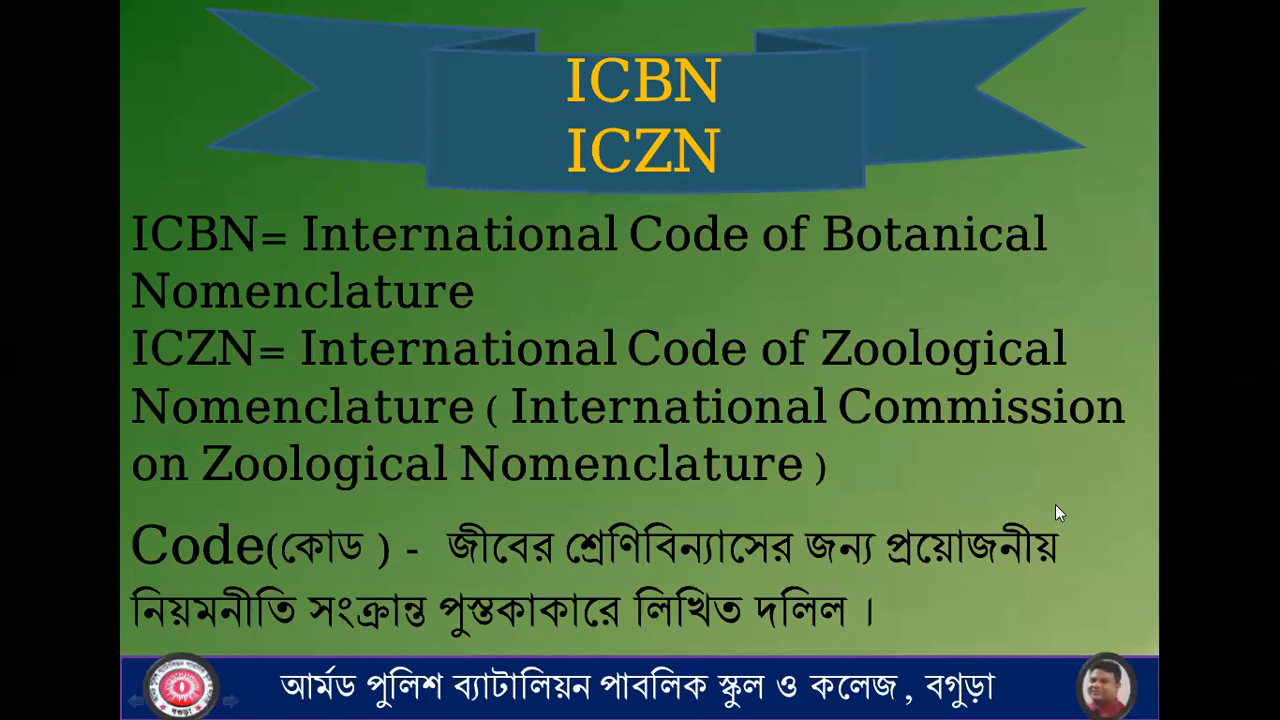 ICBN
ICZN
ICBN= International Code of Botanical
Nomenclature
ICZN= International Code of Zoological
Nomenclature ( International Commission
on Zoological Nomenclature )
Code(কোড ) - জীবের শ্রেণিবিন্যাসের জন্য প্রয়োজনীয়
নিয়মনীতি সংক্রান্ত পুস্তকাকারে লিখিত দলিল ।
আর্মড পুলিশ ব্যাটালিয়ন পাবলিক স্কুল ও কলেজ, বগুড়া
বগুড়া